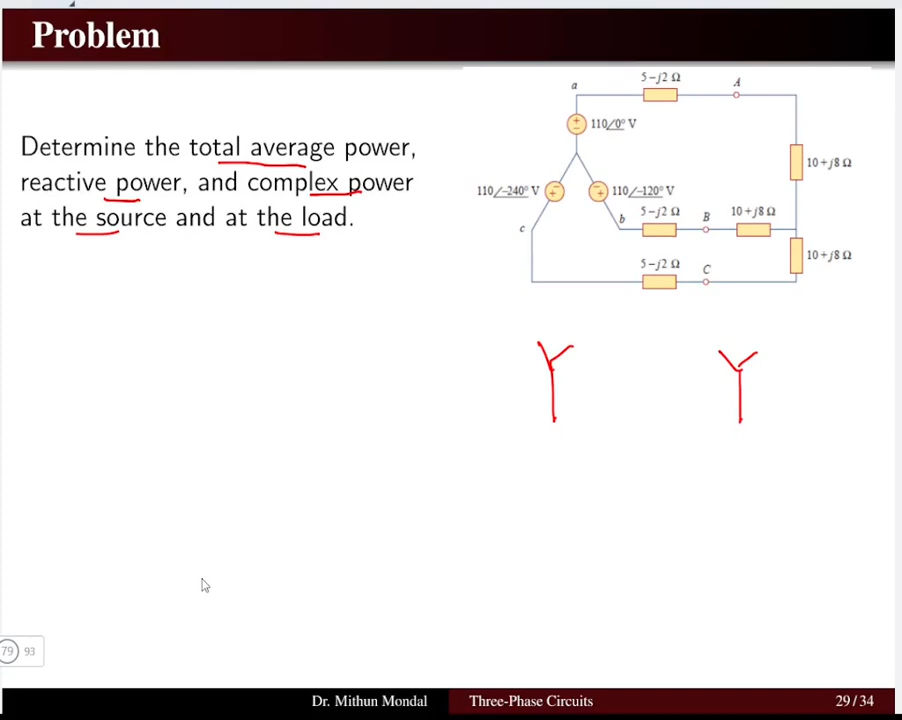 Problem
Determine the total average power,
reactive power, and complex power
at the source and at the load.
5−j2 Ω
a
A
110/0° V
10+j8 Ω
110/−240° V
110/−120° V
b
5−j2 Ω
B
10+j8 Ω
c
5−j2 Ω
C
10+j8 Ω
79 93
Dr. Mithun Mondal
Three-Phase Circuits
29 / 34